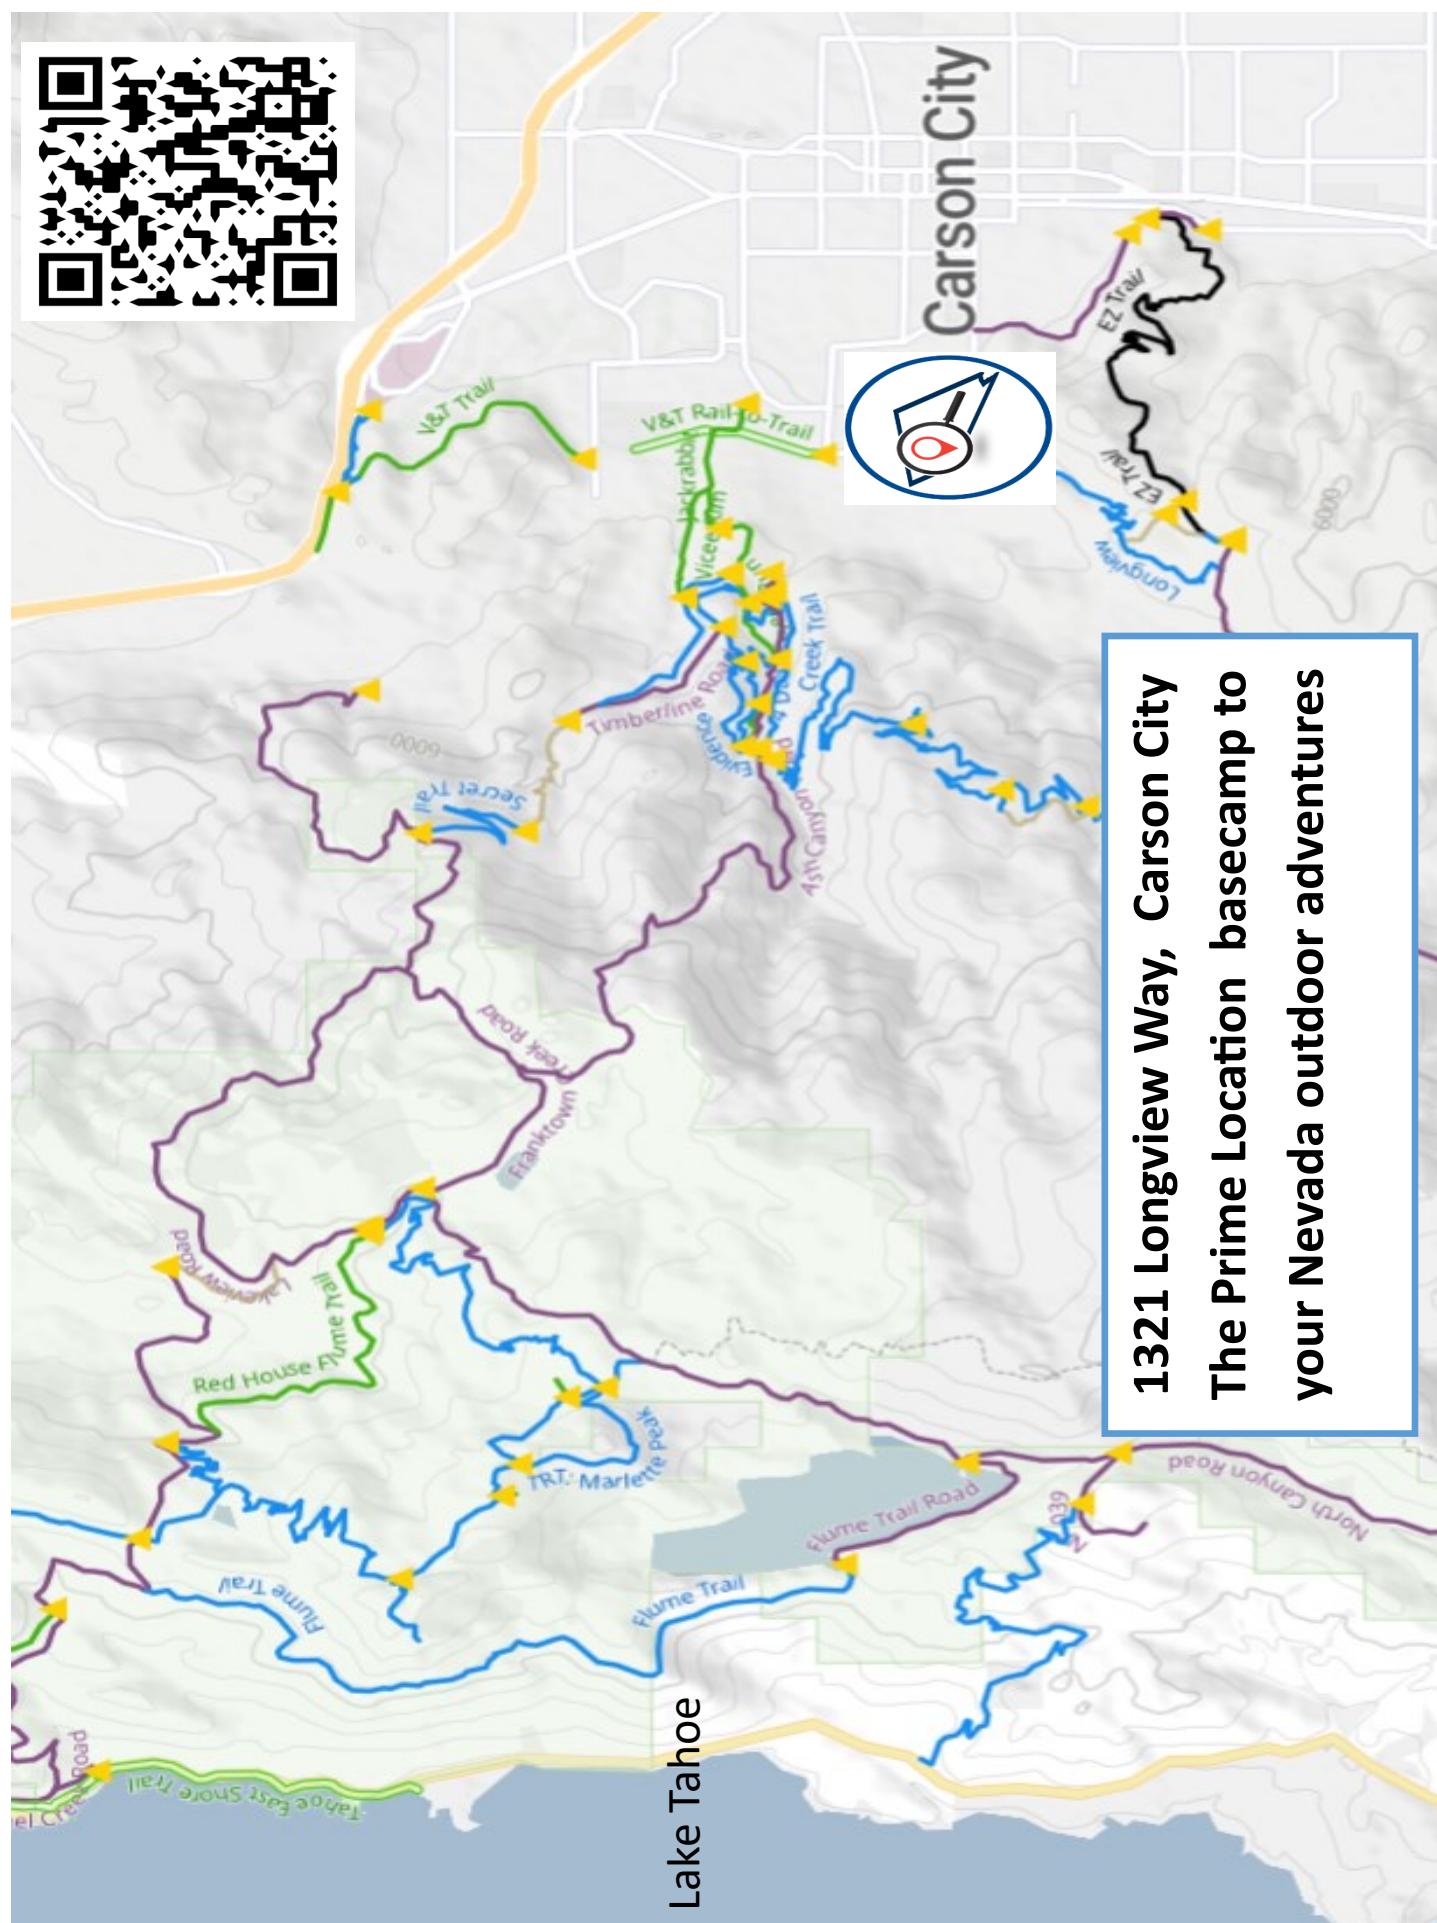 Carson City
V&T Trail
V&T Rail-to-Trail
EZ Trail
EZ Trail
Longview
6000
6000
Creek Trail
Timberline Road
Secret Trail
Ash Canyon
Creek Road
Franktown
Lakeview Road
Red House Flume Trail
TRT: Marlette peak
Flume Trail Road
Flume Trail
Flume Trail
North Canyon Road
Tahoe East Shore Trail
Lake Tahoe
1321 Longview Way, Carson City
The Prime Location basecamp to
your Nevada outdoor adventures